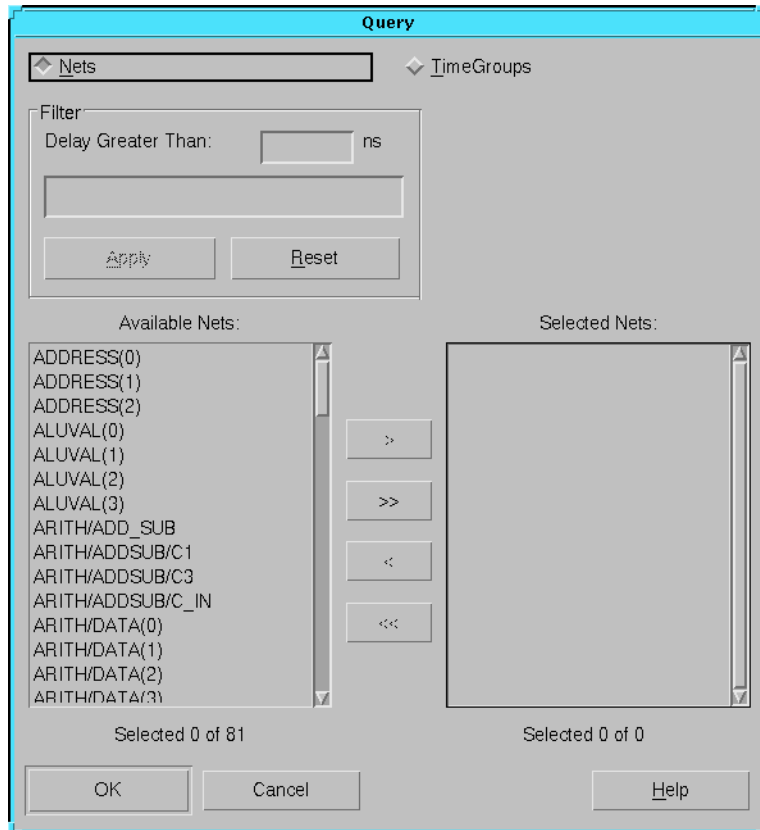 Query
Nets
TimeGroups
Filter
Delay Greater Than:
ns
Apply
Reset
Available Nets:
Selected Nets:
ADDRESS(0)
ADDRESS(1)
ADDRESS(2)
ALUVAL(0)
ALUVAL(1)
ALUVAL(2)
ALUVAL(3)
ARITH/ADD_SUB
ARITH/ADDSUB/C1
ARITH/ADDSUB/C3
ARITH/ADDSUB/C_IN
ARITH/DATA(0)
ARITH/DATA(1)
ARITH/DATA(2)
ARITH/DATA(3)
>
>>
<
<<
Selected 0 of 81
Selected 0 of 0
OK
Cancel
Help